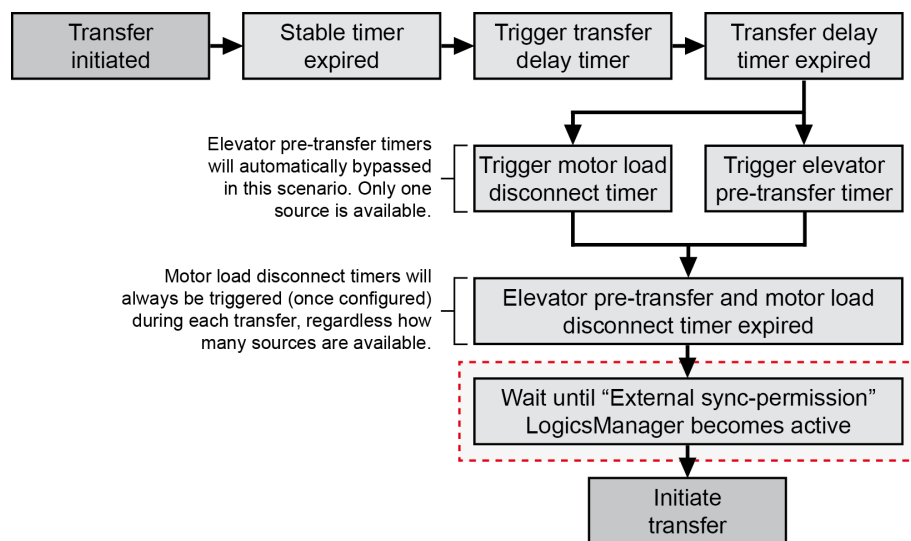 Transfer
initiated
Stable timer
expired
Trigger transfer
delay timer
Transfer delay
timer expired
Elevator pre-transfer timers
will automatically bypassed
in this scenario. Only one
source is available.
Trigger motor load
disconnect timer
Trigger elevator
pre-transfer timer
Motor load disconnect timers will
always be triggered (once configured)
during each transfer, regardless how
many sources are available.
Elevator pre-transfer and motor load
disconnect timer expired
Wait until “External sync-permission”
LogicsManager becomes active
Initiate
transfer